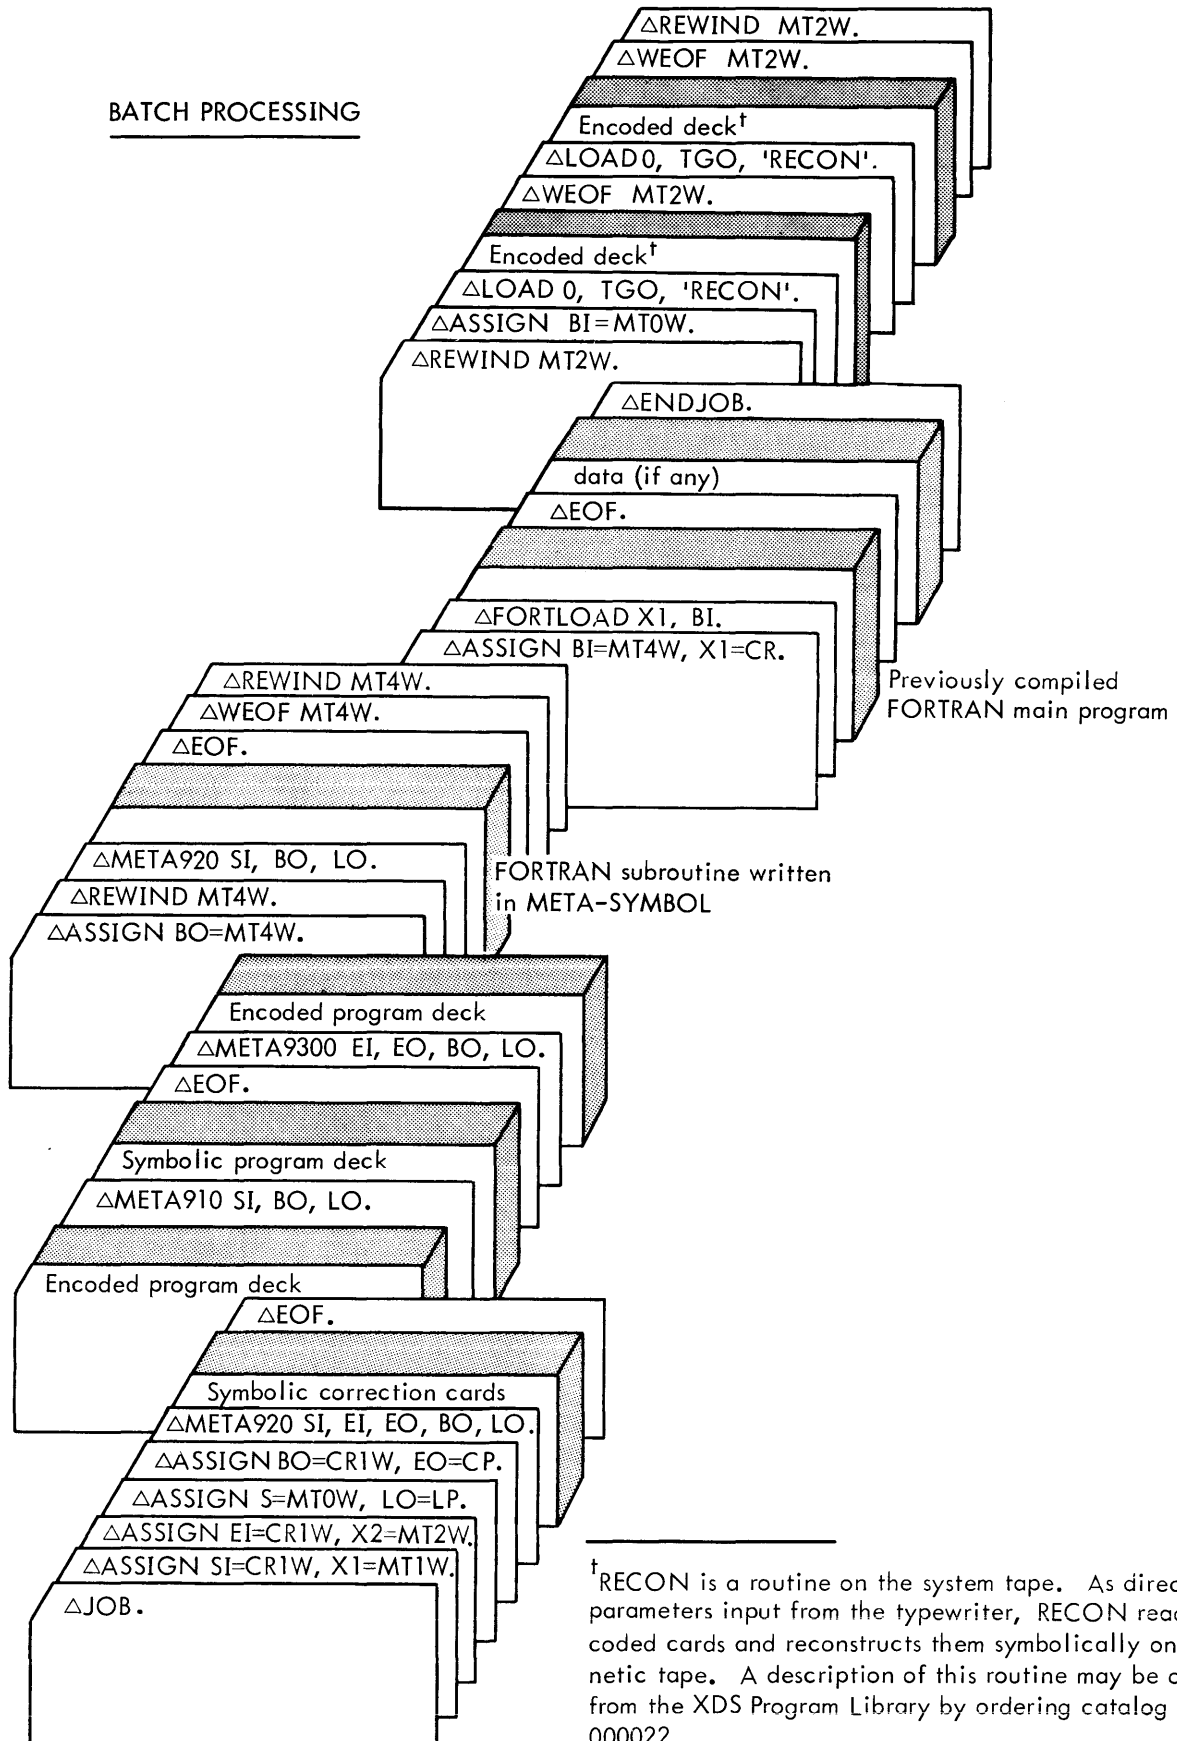 BATCH PROCESSING
△REWIND MT2W.
△WEOF MT2W.
Encoded deck†
△LOAD 0, TGO, 'RECON'.
△WEOF MT2W.
Encoded deck†
△LOAD 0, TGO, 'RECON'.
△ASSIGN BI=MT0W.
△REWIND MT2W.
△ENDJOB.
data (if any)
△EOF.
△FORTLOAD X1, BI.
△ASSIGN BI=MT4W, X1=CR.
Previously compiled
FORTRAN main program
△REWIND MT4W.
△WEOF MT4W.
△EOF.
△META920 SI, BO, LO.
△REWIND MT4W.
△ASSIGN BO=MT4W.
FORTRAN subroutine written
in META-SYMBOL
Encoded program deck
△META9300 EI, EO, BO, LO.
△EOF.
Symbolic program deck
△META910 SI, BO, LO.
Encoded program deck
△EOF.
Symbolic correction cards
△META920 SI, EI, EO, BO, LO.
△ASSIGN BO=CR1W, EO=CP.
△ASSIGN S=MT0W, LO=LP.
△ASSIGN EI=CR1W, X2=MT2W.
△ASSIGN SI=CR1W, X1=MT1W.
△JOB.
†RECON is a routine on the system tape. As direc
parameters input from the typewriter, RECON rea
coded cards and reconstructs them symbolically on
netic tape. A description of this routine may be o
from the XDS Program Library by ordering catalog
000022